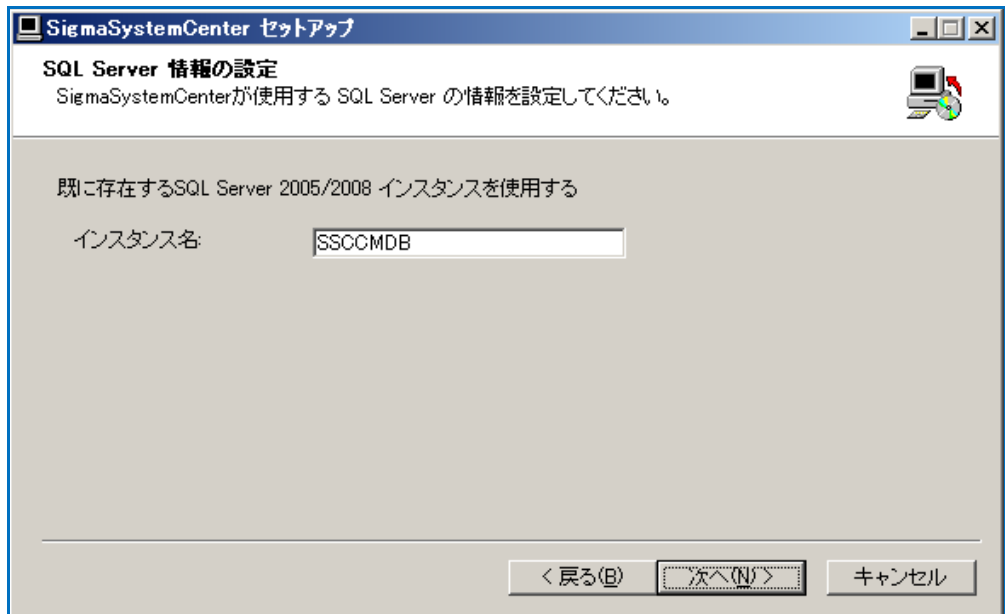 SigmaSystemCenter セットアップ
SQL Server 情報の設定
SigmaSystemCenterが使用する SQL Server の情報を設定してください。
既に存在するSQL Server 2005/2008 インスタンスを使用する
インスタンス名: SSCCMDB
< 戻る(B) 次へ(N) > キャンセル